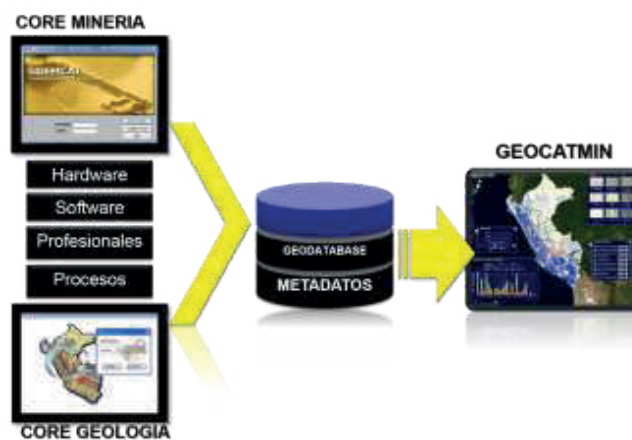 CORE MINERIA
Hardware
Software
Profesionales
Procesos
CORE GEOLOGIA
GEODATABASE
METADATOS
GEOCATMIN